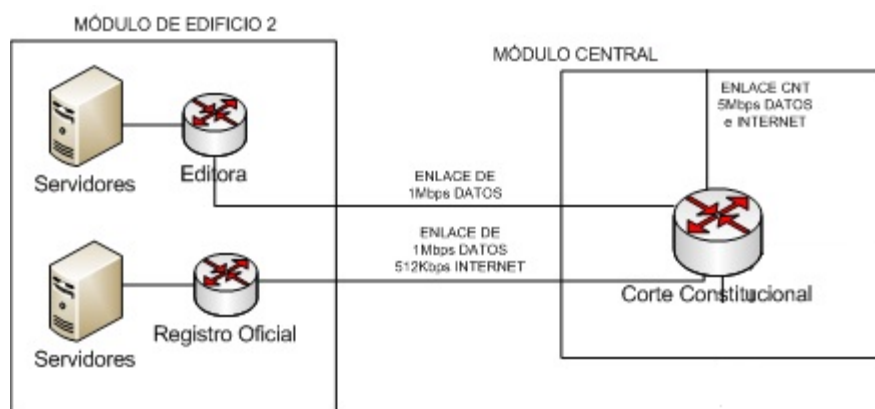 MÓDULO DE EDIFICIO 2
Servidores
Editora
ENLACE DE
1Mbps DATOS
Servidores
Registro Oficial
ENLACE DE
1Mbps DATOS
512Kbps INTERNET
MÓDULO CENTRAL
ENLACE CNT
5Mbps DATOS
e INTERNET
Corte Constitucional